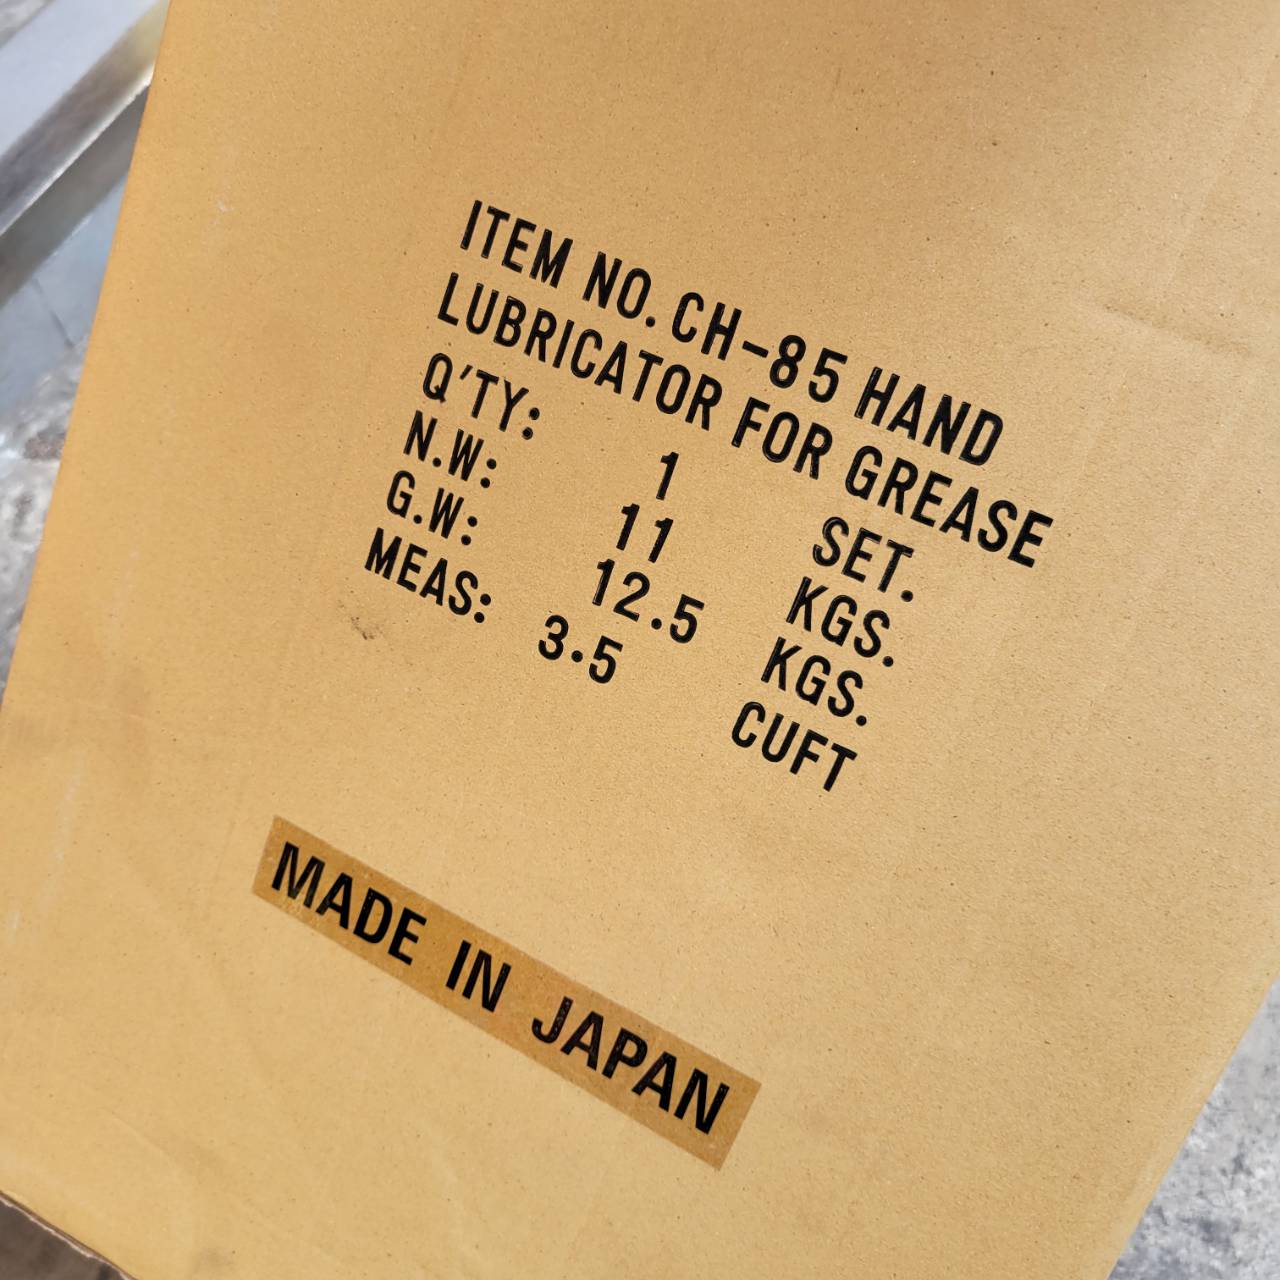 ITEM NO. CH-85 HAND
LUBRICATOR FOR GREASE
Q'TY: 1 SET.
N.W: 11 KGS.
G.W: 12.5 KGS.
MEAS: 3.5 CUFT
MADE IN JAPAN